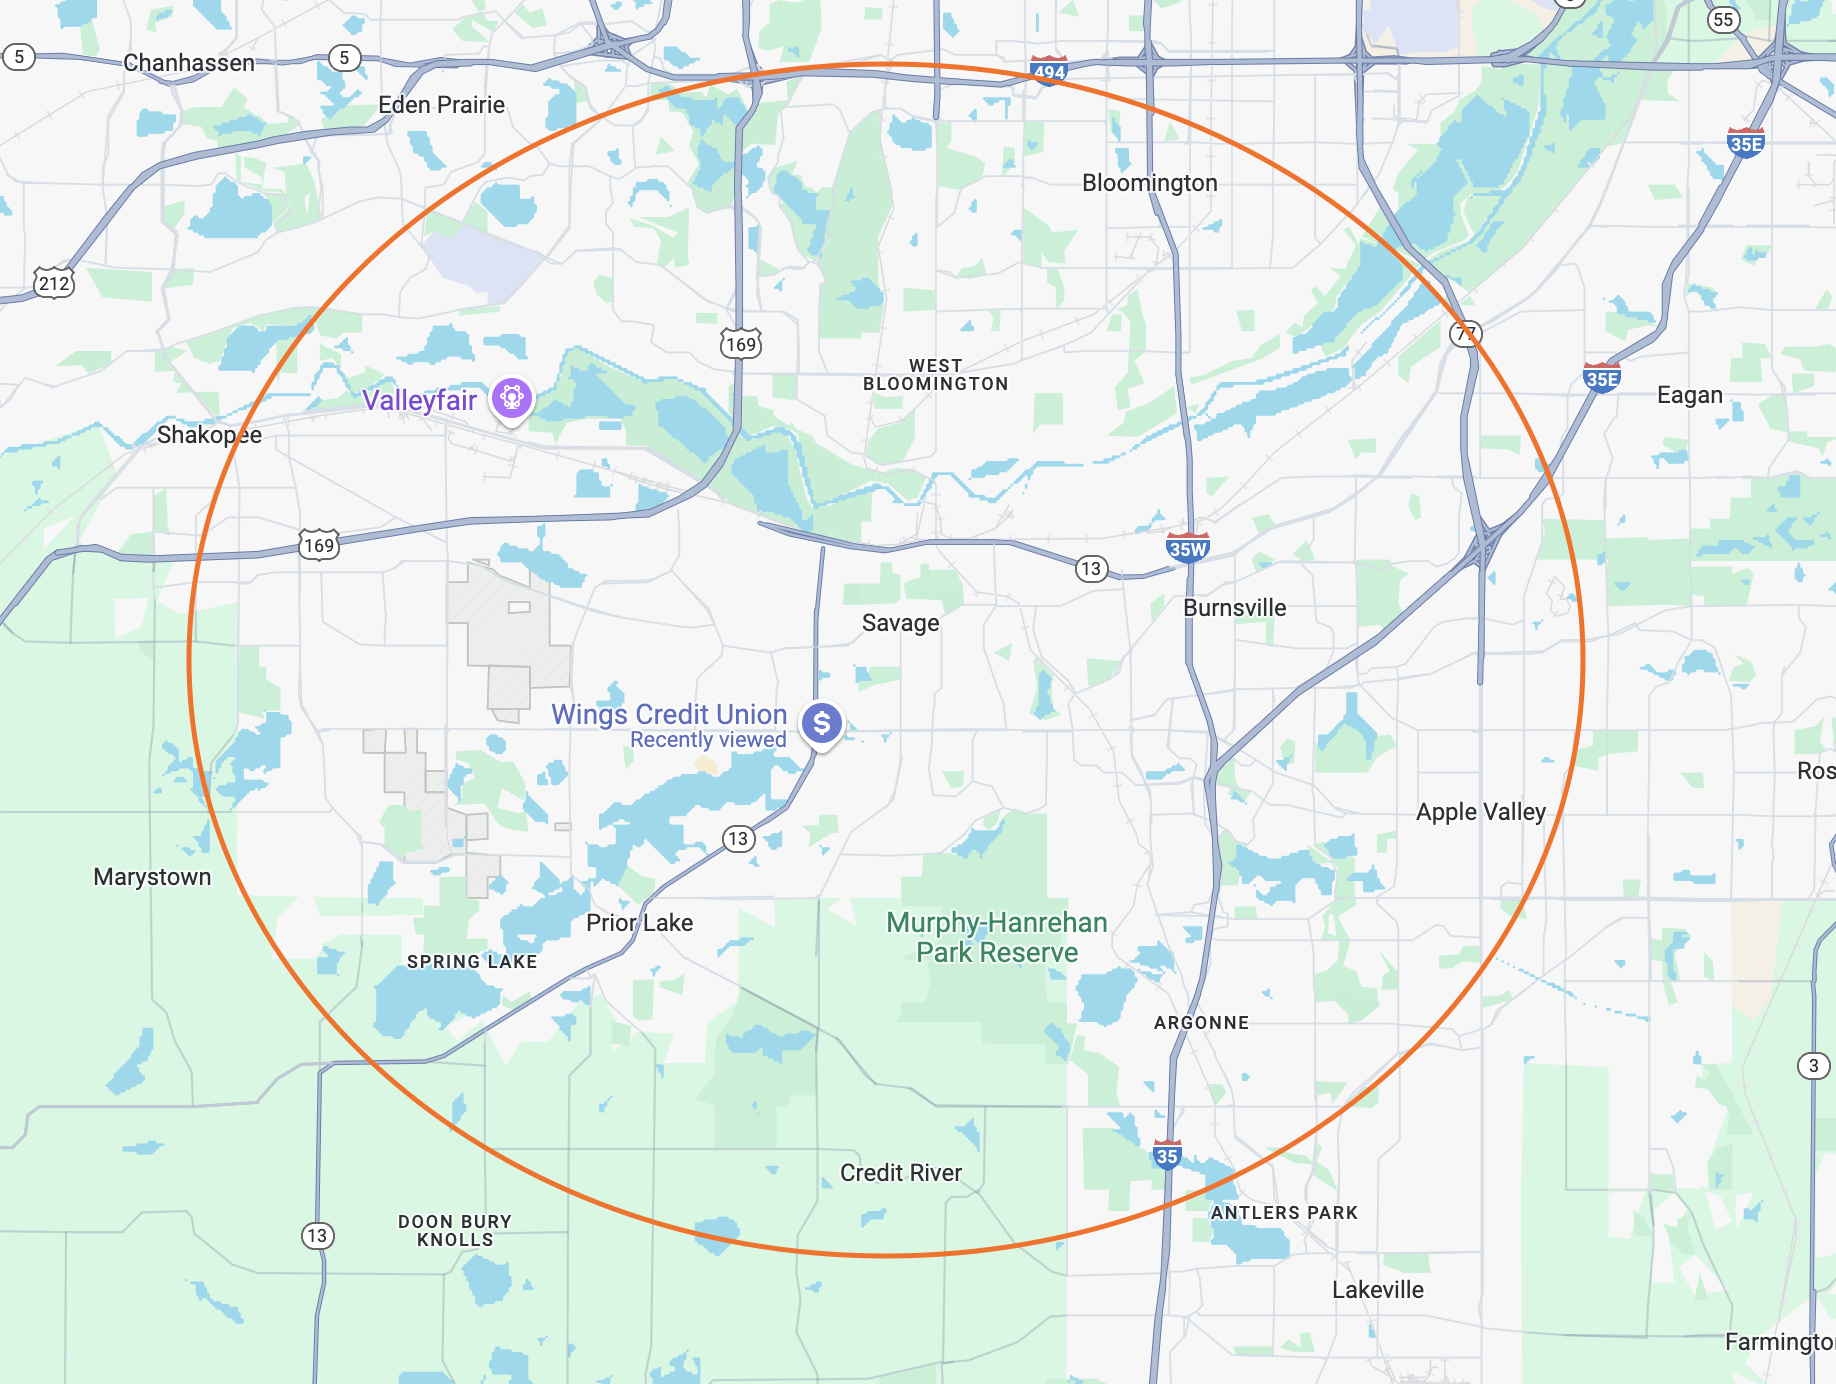 55
5
Chanhassen
5
494
Eden Prairie
35E
Bloomington
212
77
169
WEST
BLOOMINGTON
35E
Valleyfair
Eagan
Shakopee
169
35W
13
Burnsville
Savage
Wings Credit Union
$
Recently viewed
Ros
Apple Valley
13
Marystown
Prior Lake
Murphy-Hanrehan
Park Reserve
SPRING LAKE
ARGONNE
3
35
Credit River
ANTLERS PARK
DOON BURY
KNOLLS
13
Lakeville
Farmingto